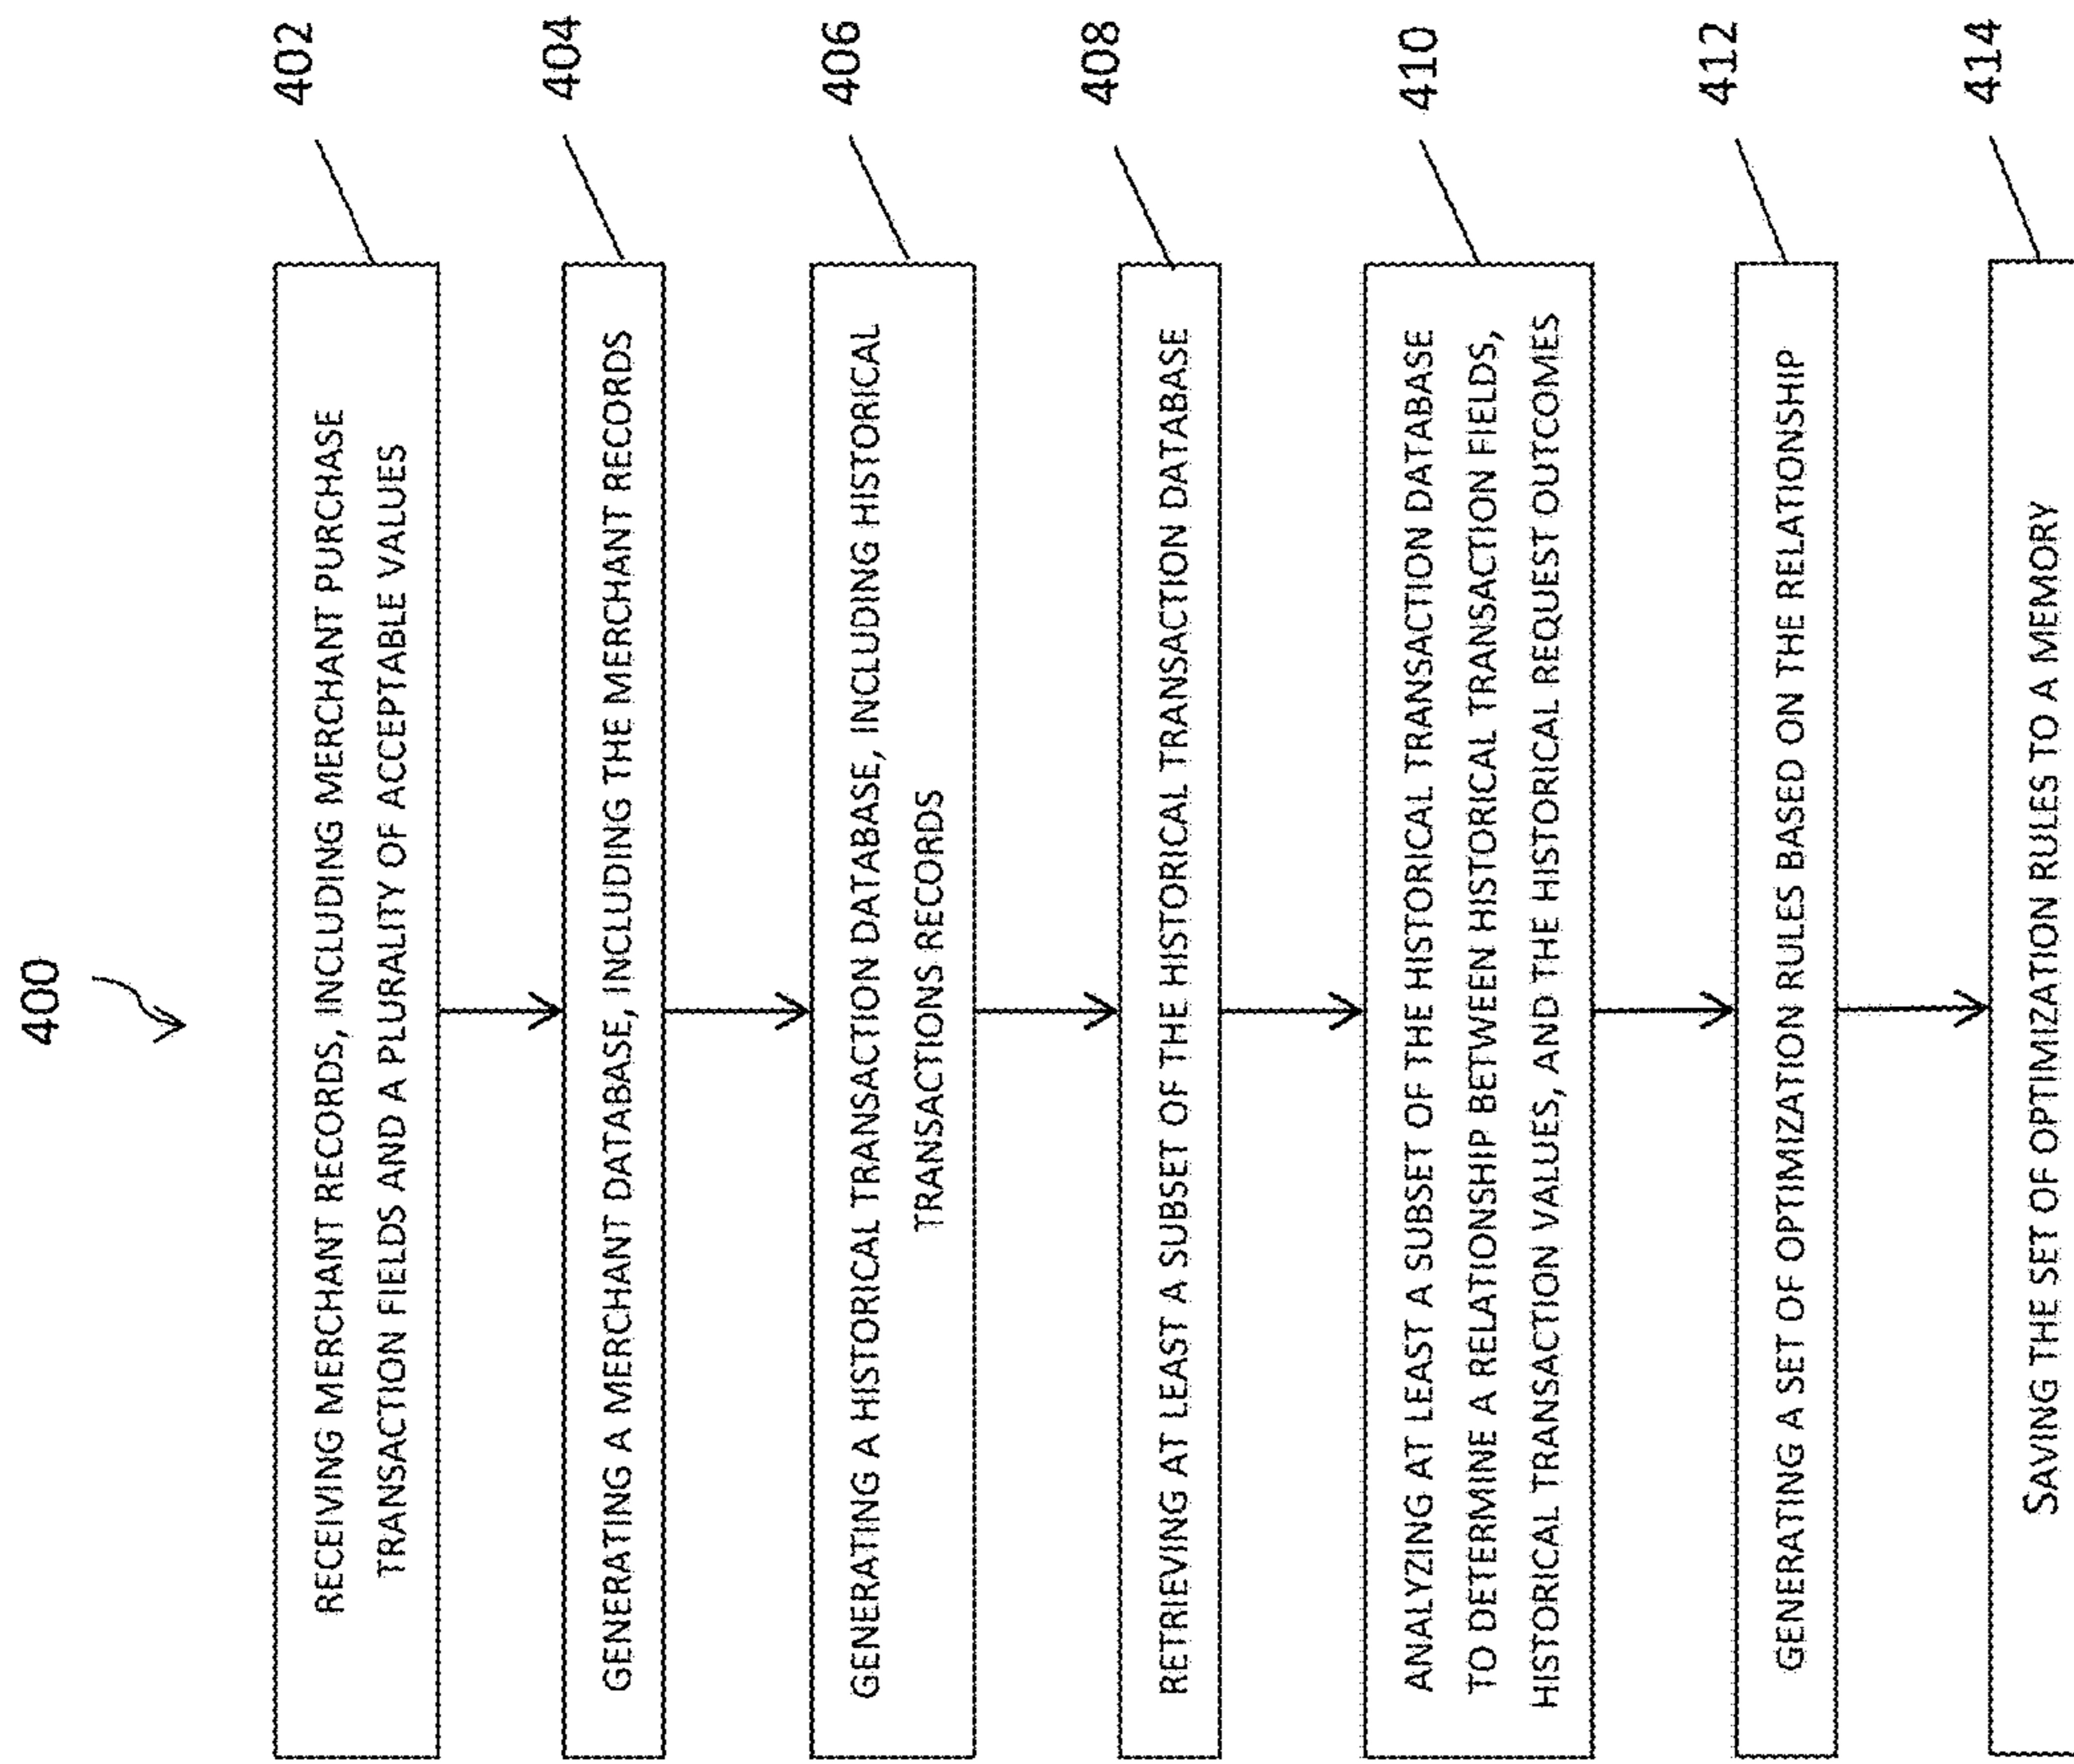 400
RECEIVING MERCHANT RECORDS, INCLUDING MERCHANT PURCHASE
TRANSACTION FIELDS AND A PLURALITY OF ACCEPTABLE VALUES
402
GENERATING A MERCHANT DATABASE, INCLUDING THE MERCHANT RECORDS
404
GENERATING A HISTORICAL TRANSACTION DATABASE, INCLUDING HISTORICAL
TRANSACTIONS RECORDS
406
RETRIEVING AT LEAST A SUBSET OF THE HISTORICAL TRANSACTION DATABASE
408
ANALYZING AT LEAST A SUBSET OF THE HISTORICAL TRANSACTION DATABASE
TO DETERMINE A RELATIONSHIP BETWEEN HISTORICAL TRANSACTION FIELDS,
HISTORICAL TRANSACTION VALUES, AND THE HISTORICAL REQUEST OUTCOMES
410
GENERATING A SET OF OPTIMIZATION RULES BASED ON THE RELATIONSHIP
412
SAVING THE SET OF OPTIMIZATION RULES TO A MEMORY
414